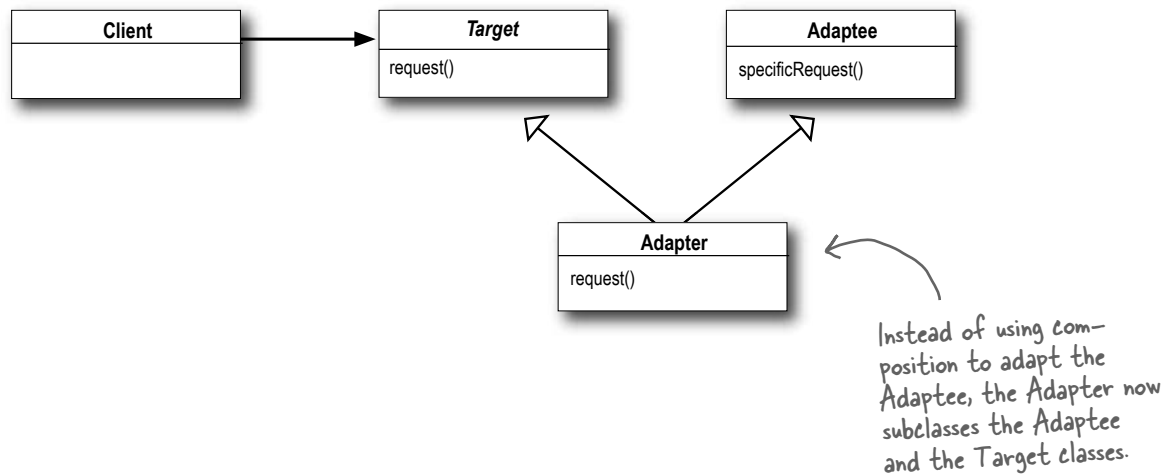 Client
Target
request()
Adaptee
specificRequest()
Adapter
request()
Instead of using com-
position to adapt the
Adaptee, the Adapter now
subclasses the Adaptee
and the Target classes.